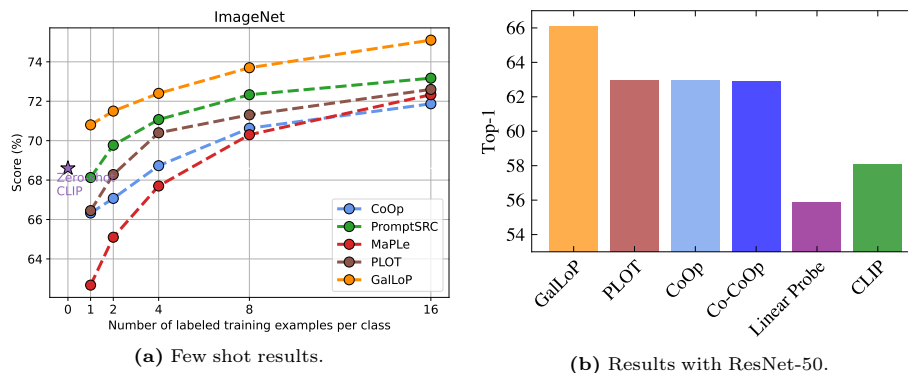 ImageNet
Score (%)
74
72
70
68
66
64
Zero-shot
CLIP
CoOp
PromptSRC
MaPLe
PLOT
GalLoP
0 1 2 4 8 16
Number of labeled training examples per class
(a) Few shot results.
Top-1
66
64
62
60
58
56
54
GalLoP
PLOT
CoOp
Co-CoOp
Linear Probe
CLIP
(b) Results with ResNet-50.